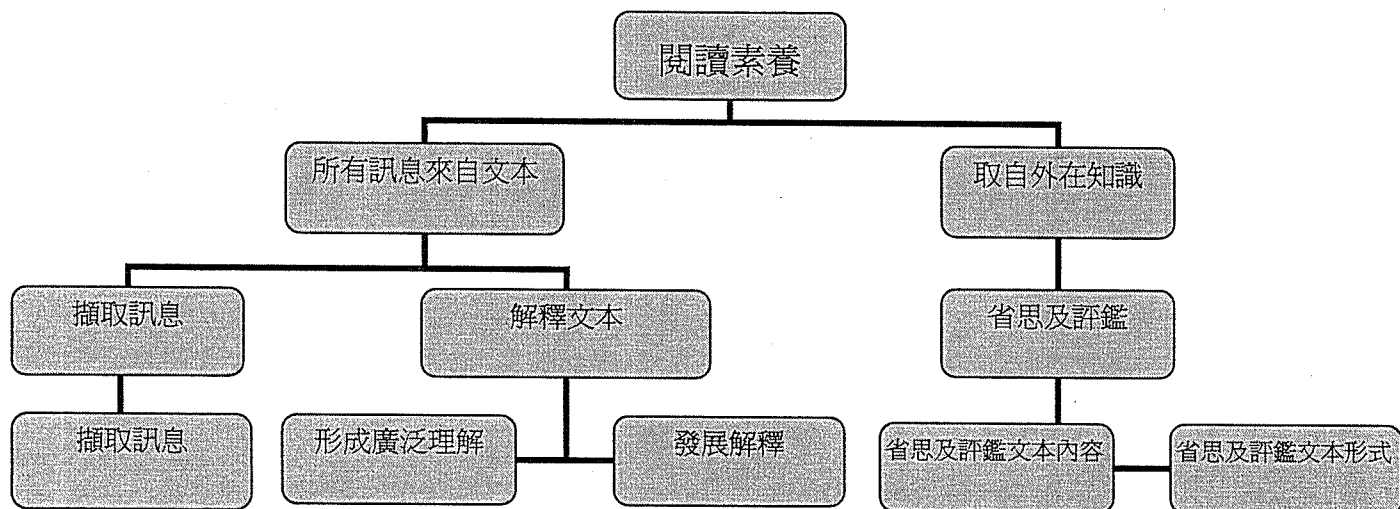 閱讀素養
所有訊息來自文本
取自外在知識
擷取訊息
解釋文本
省思及評鑑
擷取訊息
形成廣泛理解
發展解釋
省思及評鑑文本內容
省思及評鑑文本形式